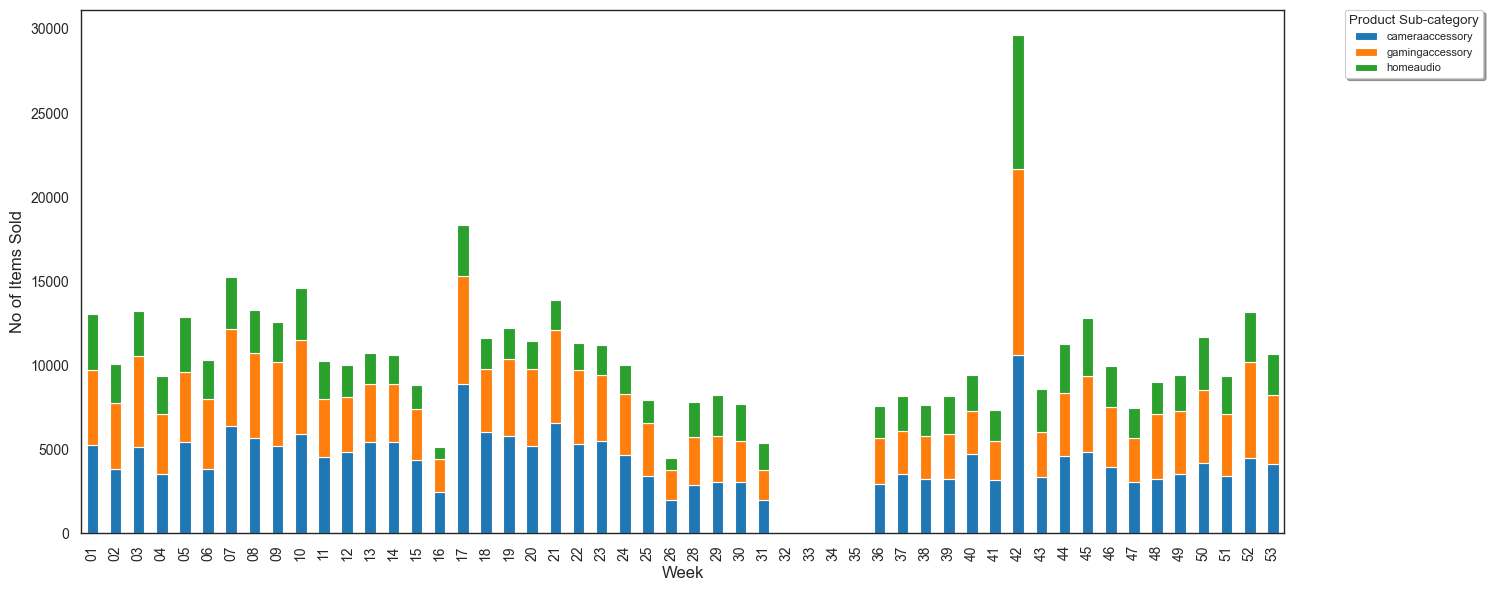 Product Sub-category
cameraaccessory
gamingaccessory
homeaudio
No of Items Sold
30000
25000
20000
15000
10000
5000
0
01 02 03 04 05 06 07 08 09 10 11 12 13 14 15 16 17 18 19 20 21 22 23 24 25 26 28 29 30 31 32 33 34 35 36 37 38 39 40 41 42 43 44 45 46 47 48 49 50 51 52 53
Week